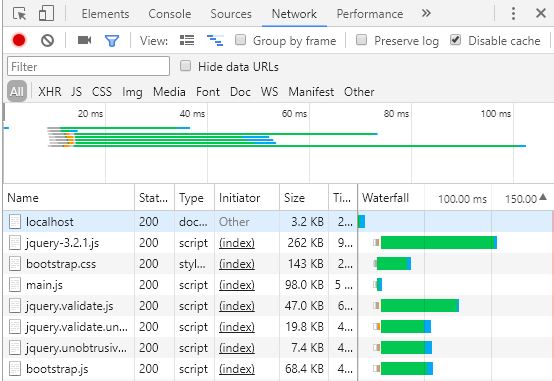 Elements Console Sources Network Performance
View: Group by frame Preserve log Disable cache
Filter Hide data URLs
All XHR JS CSS Img Media Font Doc WS Manifest Other
20 ms 40 ms 60 ms 80 ms 100 ms
Name Stat... Type Initiator Size Ti... Waterfall 100.00 ms 150.00
localhost 200 doc... Other 3.2 KB 2...
jquery-3.2.1.js 200 script (index) 262 KB 9...
bootstrap.css 200 styl... (index) 143 KB 2...
main.js 200 script (index) 98.0 KB 5 ...
jquery.validate.js 200 script (index) 47.0 KB 6...
jquery.validate.un... 200 script (index) 19.8 KB 4...
jquery.unobtrusiv... 200 script (index) 7.4 KB 4...
bootstrap.js 200 script (index) 68.4 KB 4...